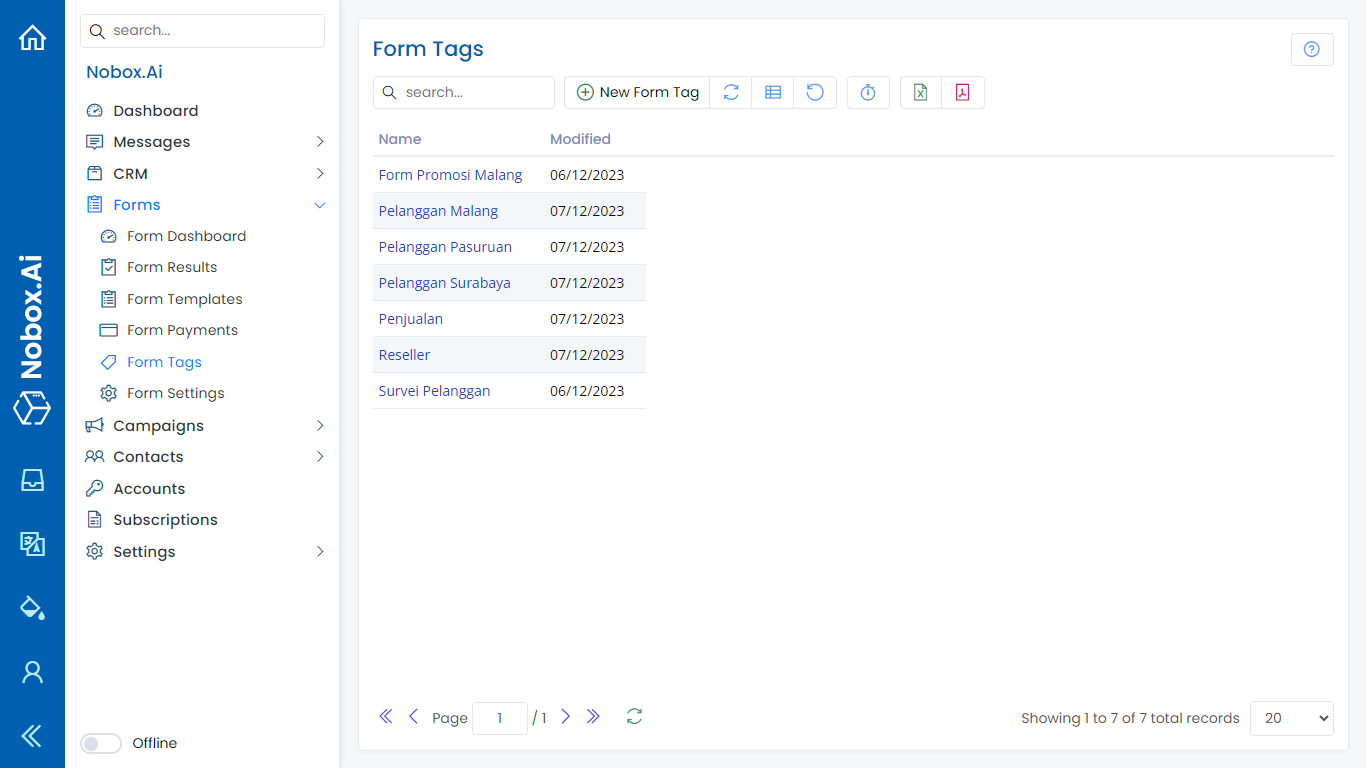 Nobox.Ai
search...
Nobox.Ai
Dashboard
Messages
CRM
Forms
Form Dashboard
Form Results
Form Templates
Form Payments
Form Tags
Form Settings
Campaigns
Contacts
Accounts
Subscriptions
Settings
Offline
Form Tags
search...
New Form Tag
Name Modified
Form Promosi Malang 06/12/2023
Pelanggan Malang 07/12/2023
Pelanggan Pasuruan 07/12/2023
Pelanggan Surabaya 07/12/2023
Penjualan 07/12/2023
Reseller 07/12/2023
Survei Pelanggan 06/12/2023
Page 1 / 1
Showing 1 to 7 of 7 total records 20